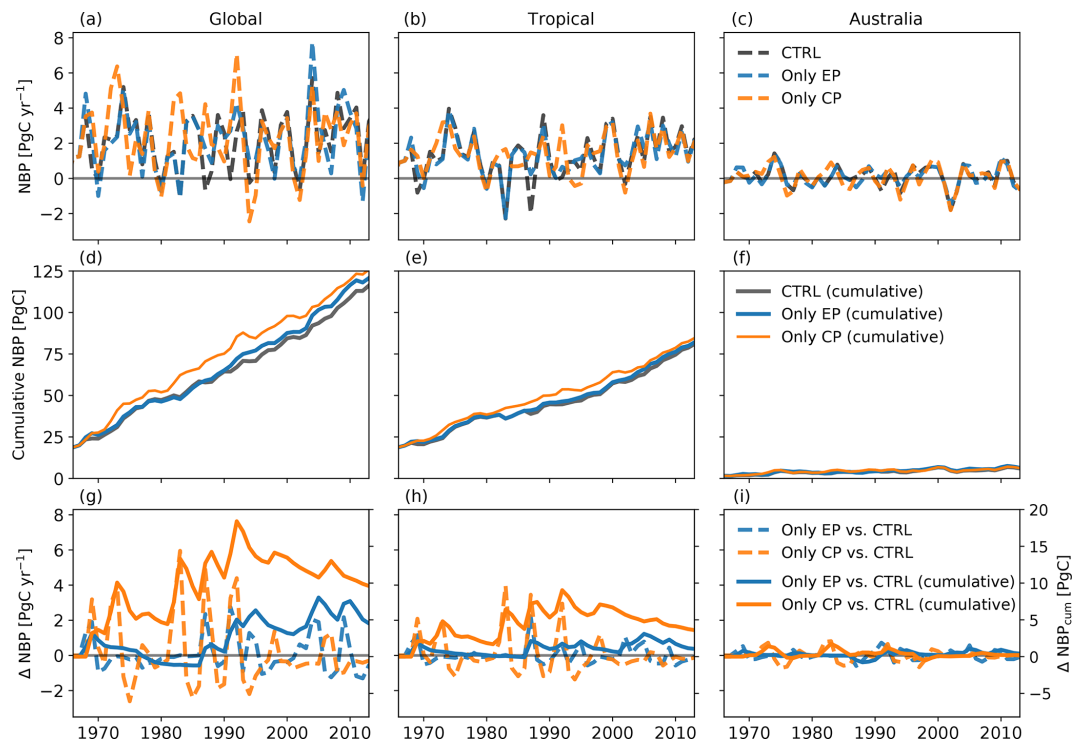 (a) Global (b) Tropical (c) Australia
8
6
4
2
0
−2
NBP [PgC yr⁻¹]
CTRL
Only EP
Only CP
(d) (e) (f)
125
100
75
50
25
0
Cumulative NBP [PgC]
CTRL (cumulative)
Only EP (cumulative)
Only CP (cumulative)
(g) (h) (i)
8
6
4
2
0
−2
Δ NBP [PgC yr⁻¹]
Only EP vs. CTRL
Only CP vs. CTRL
Only EP vs. CTRL (cumulative)
Only CP vs. CTRL (cumulative)
20
15
10
5
0
−5
Δ NBPcum [PgC]
1970 1980 1990 2000 2010 1970 1980 1990 2000 2010 1970 1980 1990 2000 2010